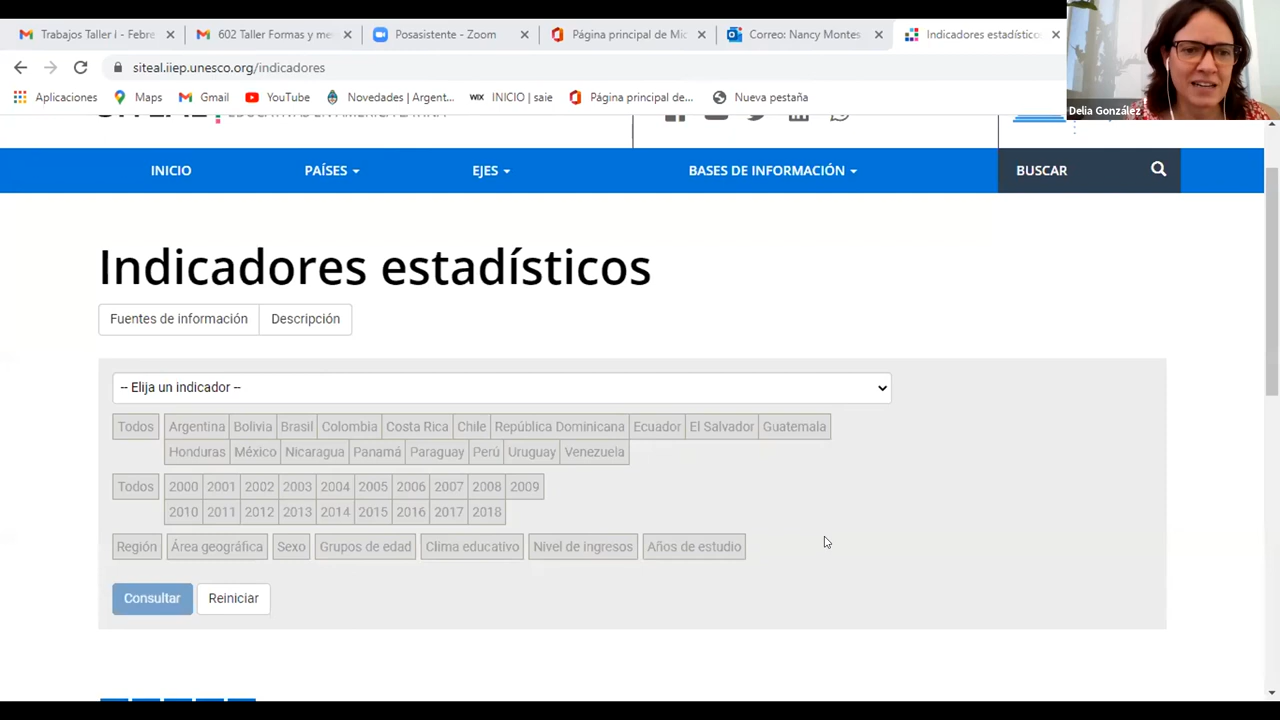 Trabajos Taller i - Febre
602 Taller Formas y me
Posasistente - Zoom
Página principal de Mic
Correo: Nancy Montes
Indicadores estadístico
siteal.iiep.unesco.org/indicadores
Aplicaciones Maps Gmail YouTube Novedades | Argent... WIX INICIO | saie Página principal de... Nueva pestaña
Delia González
INICIO PAÍSES EJES BASES DE INFORMACIÓN BUSCAR
Indicadores estadísticos
Fuentes de información Descripción
-- Elija un indicador --
Todos Argentina Bolivia Brasil Colombia Costa Rica Chile República Dominicana Ecuador El Salvador Guatemala
Honduras México Nicaragua Panamá Paraguay Perú Uruguay Venezuela
Todos 2000 2001 2002 2003 2004 2005 2006 2007 2008 2009
2010 2011 2012 2013 2014 2015 2016 2017 2018
Región Área geográfica Sexo Grupos de edad Clima educativo Nivel de ingresos Años de estudio
Consultar Reiniciar